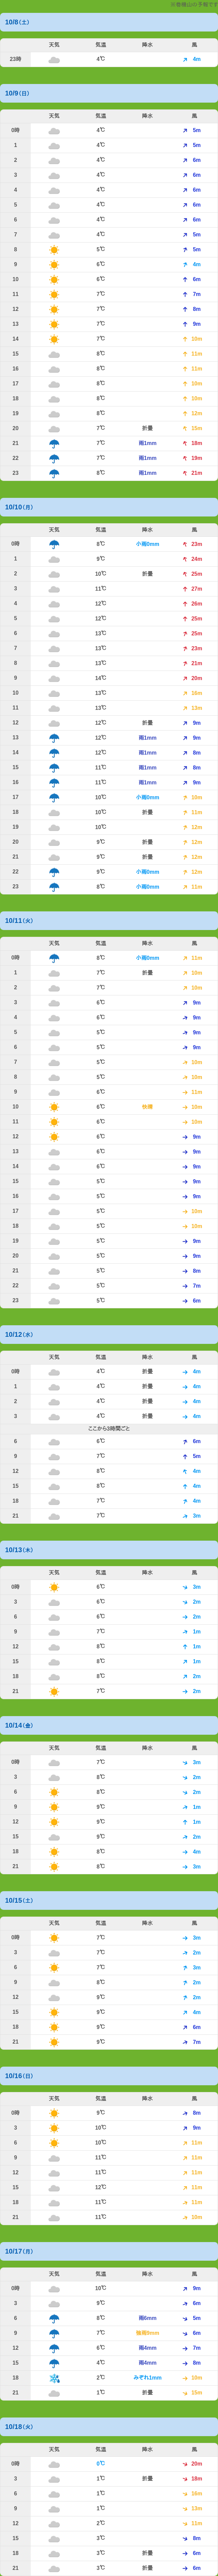 ※岩橋山の予報です
10/8（土）
天気 気温 降水 風
23時 4℃ 4m
10/9（日）
天気 気温 降水 風
0時 4℃ 5m
1 4℃ 5m
2 4℃ 6m
3 4℃ 6m
4 4℃ 6m
5 4℃ 6m
6 4℃ 6m
7 4℃ 5m
8 5℃ 5m
9 6℃ 4m
10 6℃ 6m
11 7℃ 7m
12 7℃ 8m
13 7℃ 9m
14 7℃ 10m
15 8℃ 11m
16 8℃ 11m
17 8℃ 10m
18 8℃ 10m
19 8℃ 12m
20 7℃ 折曇 15m
21 7℃ 雨1mm 18m
22 7℃ 雨1mm 19m
23 8℃ 雨1mm 21m
10/10（月）
天気 気温 降水 風
0時 8℃ 小雨0mm 23m
1 9℃ 24m
2 10℃ 折曇 25m
3 11℃ 27m
4 12℃ 26m
5 12℃ 25m
6 13℃ 25m
7 13℃ 23m
8 13℃ 21m
9 14℃ 20m
10 13℃ 16m
11 13℃ 13m
12 12℃ 折曇 9m
13 12℃ 雨1mm 9m
14 12℃ 雨1mm 8m
15 11℃ 雨1mm 8m
16 11℃ 雨1mm 9m
17 10℃ 小雨0mm 10m
18 10℃ 折曇 11m
19 10℃ 12m
20 9℃ 折曇 12m
21 9℃ 折曇 12m
22 9℃ 小雨0mm 12m
23 8℃ 小雨0mm 11m
10/11（火）
天気 気温 降水 風
0時 8℃ 小雨0mm 11m
1 7℃ 折曇 10m
2 7℃ 10m
3 6℃ 9m
4 6℃ 9m
5 5℃ 9m
6 5℃ 9m
7 5℃ 10m
8 5℃ 10m
9 6℃ 11m
10 6℃ 快晴 10m
11 6℃ 10m
12 6℃ 9m
13 6℃ 9m
14 6℃ 9m
15 5℃ 9m
16 5℃ 9m
17 5℃ 10m
18 5℃ 10m
19 5℃ 9m
20 5℃ 9m
21 5℃ 8m
22 5℃ 7m
23 5℃ 6m
10/12（水）
天気 気温 降水 風
0時 4℃ 折曇 4m
1 4℃ 折曇 4m
2 4℃ 折曇 4m
3 4℃ 折曇 4m
ここから3時間ごと
6 6℃ 6m
9 7℃ 5m
12 8℃ 4m
15 8℃ 4m
18 7℃ 4m
21 7℃ 3m
10/13（木）
天気 気温 降水 風
0時 6℃ 3m
3 6℃ 2m
6 6℃ 2m
9 7℃ 1m
12 8℃ 1m
15 8℃ 1m
18 8℃ 2m
21 7℃ 2m
10/14（金）
天気 気温 降水 風
0時 7℃ 3m
3 8℃ 2m
6 8℃ 2m
9 9℃ 1m
12 9℃ 1m
15 9℃ 2m
18 8℃ 4m
21 8℃ 3m
10/15（土）
天気 気温 降水 風
0時 7℃ 3m
3 7℃ 2m
6 7℃ 3m
9 8℃ 2m
12 9℃ 2m
15 9℃ 4m
18 9℃ 6m
21 9℃ 7m
10/16（日）
天気 気温 降水 風
0時 9℃ 8m
3 10℃ 9m
6 10℃ 11m
9 11℃ 11m
12 11℃ 11m
15 12℃ 11m
18 11℃ 11m
21 11℃ 10m
10/17（月）
天気 気温 降水 風
0時 10℃ 9m
3 9℃ 6m
6 8℃ 雨6mm 5m
9 7℃ 強雨8mm 6m
12 6℃ 雨4mm 7m
15 4℃ 雨4mm 8m
18 2℃ みぞれ1mm 10m
21 1℃ 折曇 15m
10/18（火）
天気 気温 降水 風
0時 0℃ 20m
3 1℃ 折曇 18m
6 1℃ 16m
9 1℃ 13m
12 2℃ 11m
15 3℃ 8m
18 3℃ 折曇 6m
21 3℃ 折曇 6m